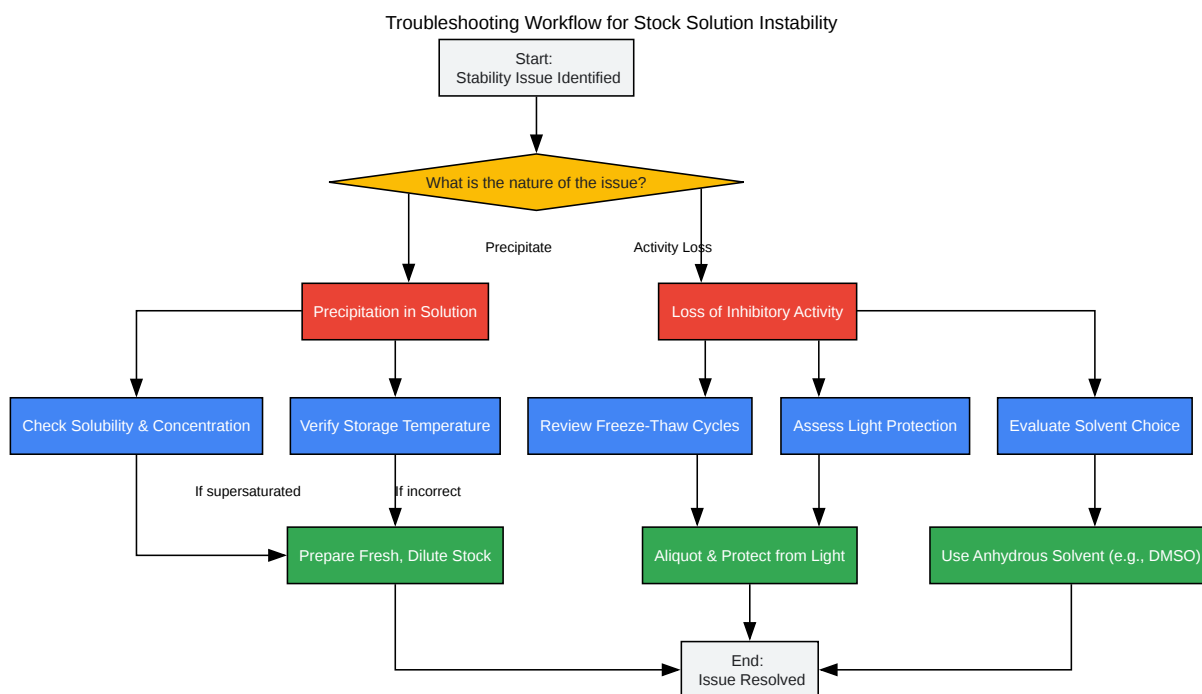 Troubleshooting Workflow for Stock Solution Instability
Start:
Stability Issue Identified
What is the nature of the issue?
Precipitate
Activity Loss
Precipitation in Solution
Loss of Inhibitory Activity
Check Solubility & Concentration
Verify Storage Temperature
Review Freeze-Thaw Cycles
Assess Light Protection
Evaluate Solvent Choice
If supersaturated
If incorrect
Prepare Fresh, Dilute Stock
Aliquot & Protect from Light
Use Anhydrous Solvent (e.g., DMSO)
End:
Issue Resolved